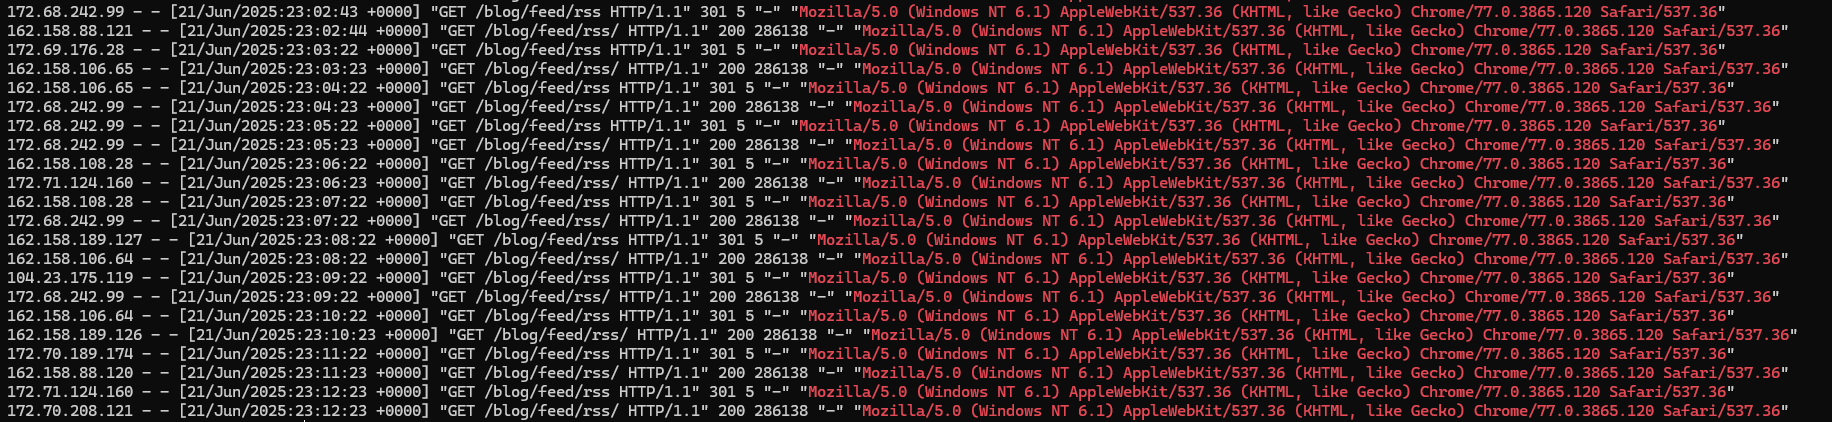 172.68.242.99 - - [21/Jun/2025:23:02:43 +0000] "GET /blog/feed/rss HTTP/1.1" 301 5 "-" "Mozilla/5.0 (Windows NT 6.1) AppleWebKit/537.36 (KHTML, like Gecko) Chrome/77.0.3865.120 Safari/537.36"
162.158.88.121 - - [21/Jun/2025:23:02:44 +0000] "GET /blog/feed/rss/ HTTP/1.1" 200 286138 "-" "Mozilla/5.0 (Windows NT 6.1) AppleWebKit/537.36 (KHTML, like Gecko) Chrome/77.0.3865.120 Safari/537.36"
172.69.176.28 - - [21/Jun/2025:23:03:22 +0000] "GET /blog/feed/rss HTTP/1.1" 301 5 "-" "Mozilla/5.0 (Windows NT 6.1) AppleWebKit/537.36 (KHTML, like Gecko) Chrome/77.0.3865.120 Safari/537.36"
162.158.106.65 - - [21/Jun/2025:23:03:23 +0000] "GET /blog/feed/rss/ HTTP/1.1" 200 286138 "-" "Mozilla/5.0 (Windows NT 6.1) AppleWebKit/537.36 (KHTML, like Gecko) Chrome/77.0.3865.120 Safari/537.36"
162.158.106.65 - - [21/Jun/2025:23:04:22 +0000] "GET /blog/feed/rss HTTP/1.1" 301 5 "-" "Mozilla/5.0 (Windows NT 6.1) AppleWebKit/537.36 (KHTML, like Gecko) Chrome/77.0.3865.120 Safari/537.36"
172.68.242.99 - - [21/Jun/2025:23:04:23 +0000] "GET /blog/feed/rss/ HTTP/1.1" 200 286138 "-" "Mozilla/5.0 (Windows NT 6.1) AppleWebKit/537.36 (KHTML, like Gecko) Chrome/77.0.3865.120 Safari/537.36"
172.68.242.99 - - [21/Jun/2025:23:05:22 +0000] "GET /blog/feed/rss HTTP/1.1" 301 5 "-" "Mozilla/5.0 (Windows NT 6.1) AppleWebKit/537.36 (KHTML, like Gecko) Chrome/77.0.3865.120 Safari/537.36"
172.68.242.99 - - [21/Jun/2025:23:05:23 +0000] "GET /blog/feed/rss/ HTTP/1.1" 200 286138 "-" "Mozilla/5.0 (Windows NT 6.1) AppleWebKit/537.36 (KHTML, like Gecko) Chrome/77.0.3865.120 Safari/537.36"
162.158.108.28 - - [21/Jun/2025:23:06:22 +0000] "GET /blog/feed/rss HTTP/1.1" 301 5 "-" "Mozilla/5.0 (Windows NT 6.1) AppleWebKit/537.36 (KHTML, like Gecko) Chrome/77.0.3865.120 Safari/537.36"
172.71.124.160 - - [21/Jun/2025:23:06:23 +0000] "GET /blog/feed/rss/ HTTP/1.1" 200 286138 "-" "Mozilla/5.0 (Windows NT 6.1) AppleWebKit/537.36 (KHTML, like Gecko) Chrome/77.0.3865.120 Safari/537.36"
162.158.108.28 - - [21/Jun/2025:23:07:22 +0000] "GET /blog/feed/rss HTTP/1.1" 301 5 "-" "Mozilla/5.0 (Windows NT 6.1) AppleWebKit/537.36 (KHTML, like Gecko) Chrome/77.0.3865.120 Safari/537.36"
172.68.242.99 - - [21/Jun/2025:23:07:22 +0000] "GET /blog/feed/rss/ HTTP/1.1" 200 286138 "-" "Mozilla/5.0 (Windows NT 6.1) AppleWebKit/537.36 (KHTML, like Gecko) Chrome/77.0.3865.120 Safari/537.36"
162.158.189.127 - - [21/Jun/2025:23:08:22 +0000] "GET /blog/feed/rss HTTP/1.1" 301 5 "-" "Mozilla/5.0 (Windows NT 6.1) AppleWebKit/537.36 (KHTML, like Gecko) Chrome/77.0.3865.120 Safari/537.36"
162.158.106.64 - - [21/Jun/2025:23:08:22 +0000] "GET /blog/feed/rss/ HTTP/1.1" 200 286138 "-" "Mozilla/5.0 (Windows NT 6.1) AppleWebKit/537.36 (KHTML, like Gecko) Chrome/77.0.3865.120 Safari/537.36"
104.23.175.119 - - [21/Jun/2025:23:09:22 +0000] "GET /blog/feed/rss HTTP/1.1" 301 5 "-" "Mozilla/5.0 (Windows NT 6.1) AppleWebKit/537.36 (KHTML, like Gecko) Chrome/77.0.3865.120 Safari/537.36"
172.68.242.99 - - [21/Jun/2025:23:09:22 +0000] "GET /blog/feed/rss/ HTTP/1.1" 200 286138 "-" "Mozilla/5.0 (Windows NT 6.1) AppleWebKit/537.36 (KHTML, like Gecko) Chrome/77.0.3865.120 Safari/537.36"
162.158.106.64 - - [21/Jun/2025:23:10:22 +0000] "GET /blog/feed/rss HTTP/1.1" 301 5 "-" "Mozilla/5.0 (Windows NT 6.1) AppleWebKit/537.36 (KHTML, like Gecko) Chrome/77.0.3865.120 Safari/537.36"
162.158.189.126 - - [21/Jun/2025:23:10:23 +0000] "GET /blog/feed/rss/ HTTP/1.1" 200 286138 "-" "Mozilla/5.0 (Windows NT 6.1) AppleWebKit/537.36 (KHTML, like Gecko) Chrome/77.0.3865.120 Safari/537.36"
172.70.189.174 - - [21/Jun/2025:23:11:22 +0000] "GET /blog/feed/rss HTTP/1.1" 301 5 "-" "Mozilla/5.0 (Windows NT 6.1) AppleWebKit/537.36 (KHTML, like Gecko) Chrome/77.0.3865.120 Safari/537.36"
162.158.88.120 - - [21/Jun/2025:23:11:23 +0000] "GET /blog/feed/rss/ HTTP/1.1" 200 286138 "-" "Mozilla/5.0 (Windows NT 6.1) AppleWebKit/537.36 (KHTML, like Gecko) Chrome/77.0.3865.120 Safari/537.36"
172.71.124.160 - - [21/Jun/2025:23:12:23 +0000] "GET /blog/feed/rss HTTP/1.1" 301 5 "-" "Mozilla/5.0 (Windows NT 6.1) AppleWebKit/537.36 (KHTML, like Gecko) Chrome/77.0.3865.120 Safari/537.36"
172.70.208.121 - - [21/Jun/2025:23:12:23 +0000] "GET /blog/feed/rss/ HTTP/1.1" 200 286138 "-" "Mozilla/5.0 (Windows NT 6.1) AppleWebKit/537.36 (KHTML, like Gecko) Chrome/77.0.3865.120 Safari/537.36"